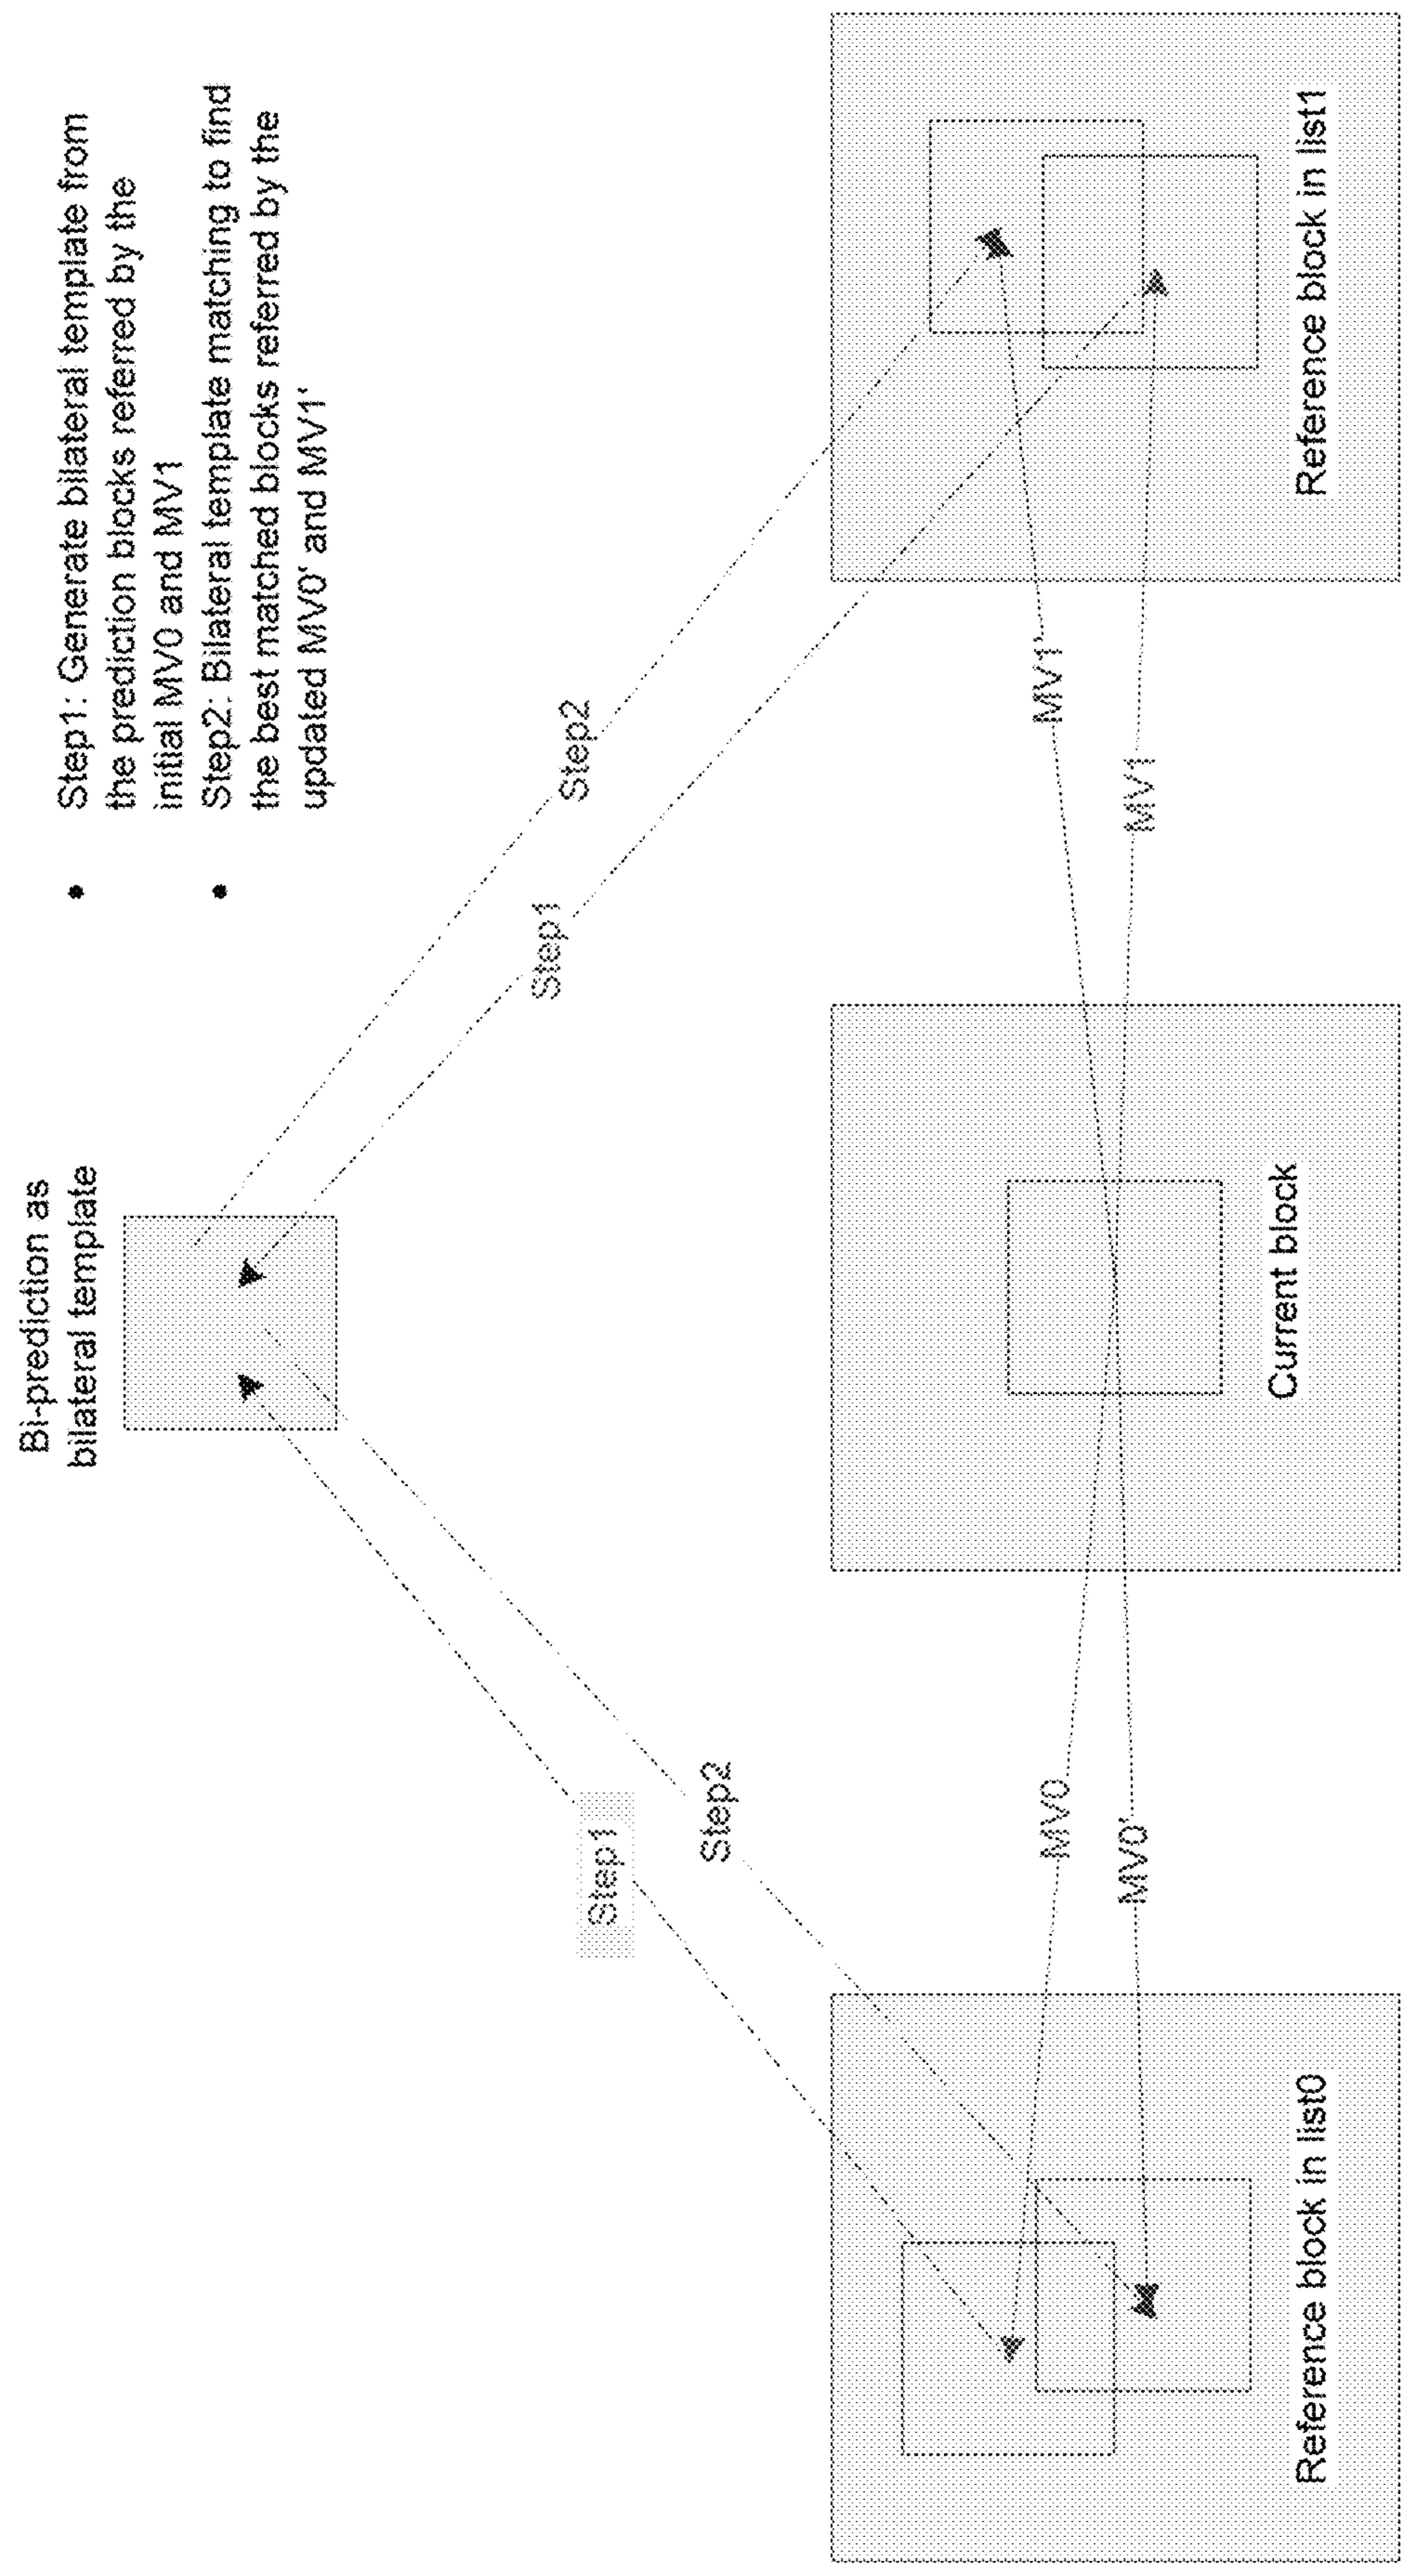 Bi-prediction as
bilateral template
• Step1: Generate bilateral template from
the prediction blocks referred by the
initial MV0 and MV1
• Step2: Bilateral template matching to find
the best matched blocks referred by the
updated MV0' and MV1'
Step1
Step2
Step1
Step2
MV0
MV0'
MV1'
MV1
Reference block in list0
Current block
Reference block in list1